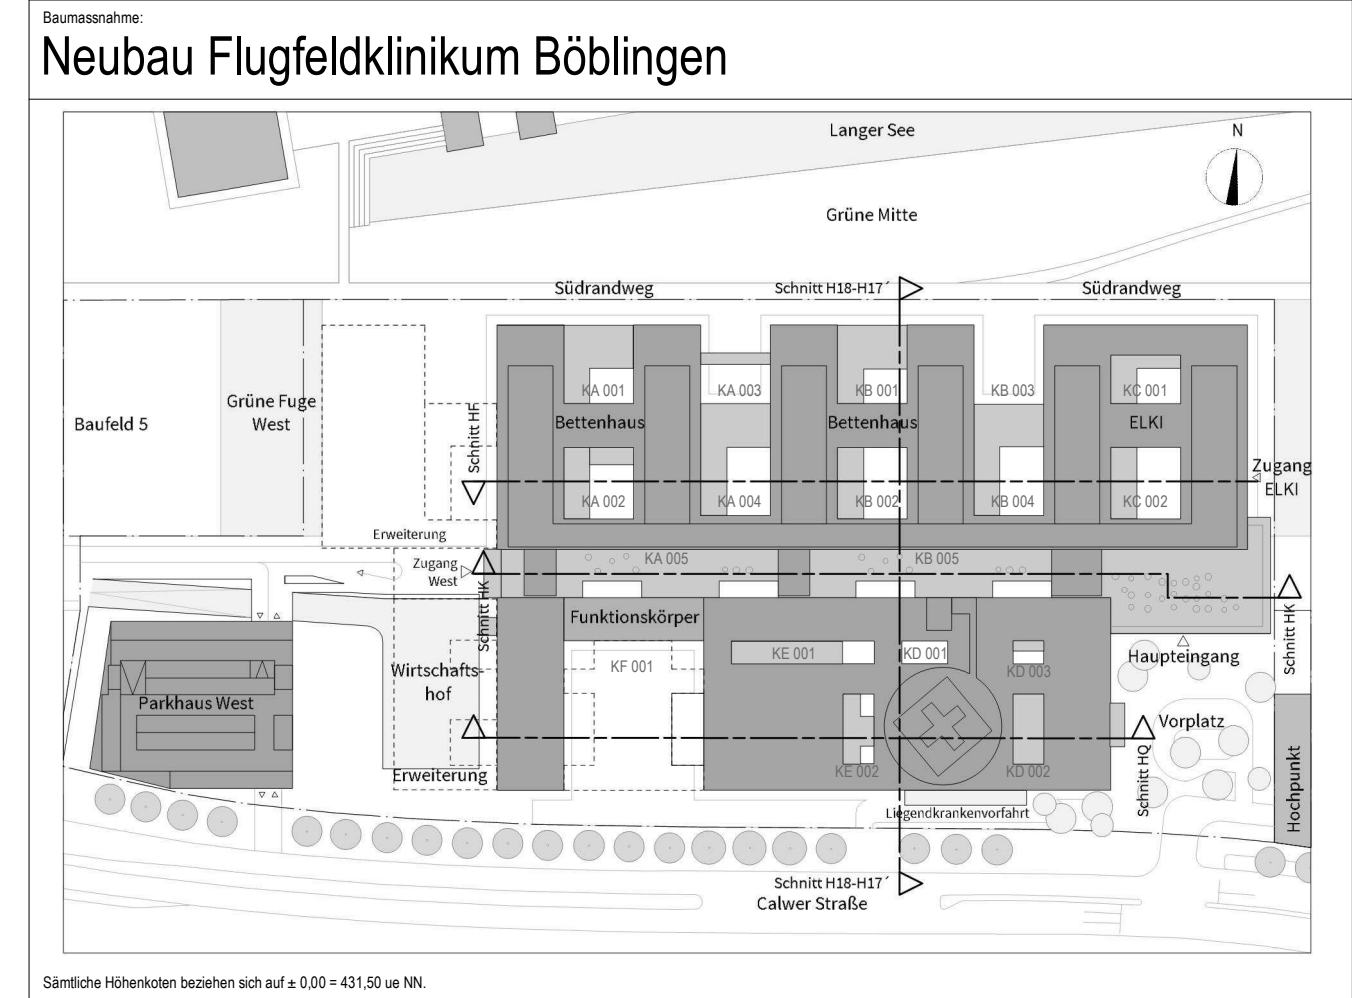 Baumassnahme:
Neubau Flugfeldklinikum Böblingen
Langer See
N
Grüne Mitte
Südrandweg
Schnitt H18-H17´
Südrandweg
KA 001
KA 003
KB 001
KB 003
KC 001
Grüne Fuge
West
Baufeld 5
Schnitt HF
Bettenhaus
Bettenhaus
ELKI
Zugang
ELKI
KA 002
KA 004
KB 002
KB 004
KC 002
Erweiterung
Zugang
West
KA 005
KB 005
Schnitt HK
Schnitt HK
Funktionskörper
KF 001
KE 001
KD 001
KD 003
Haupteingang
Wirtschafts-
hof
Parkhaus West
Vorplatz
Erweiterung
KE 002
KD 002
Schnitt HQ
Hochpunkt
Liegendkrankenvorfahrt
Schnitt H18-H17´
Calwer Straße
Sämtliche Höhenkoten beziehen sich auf ± 0,00 = 431,50 ue NN.